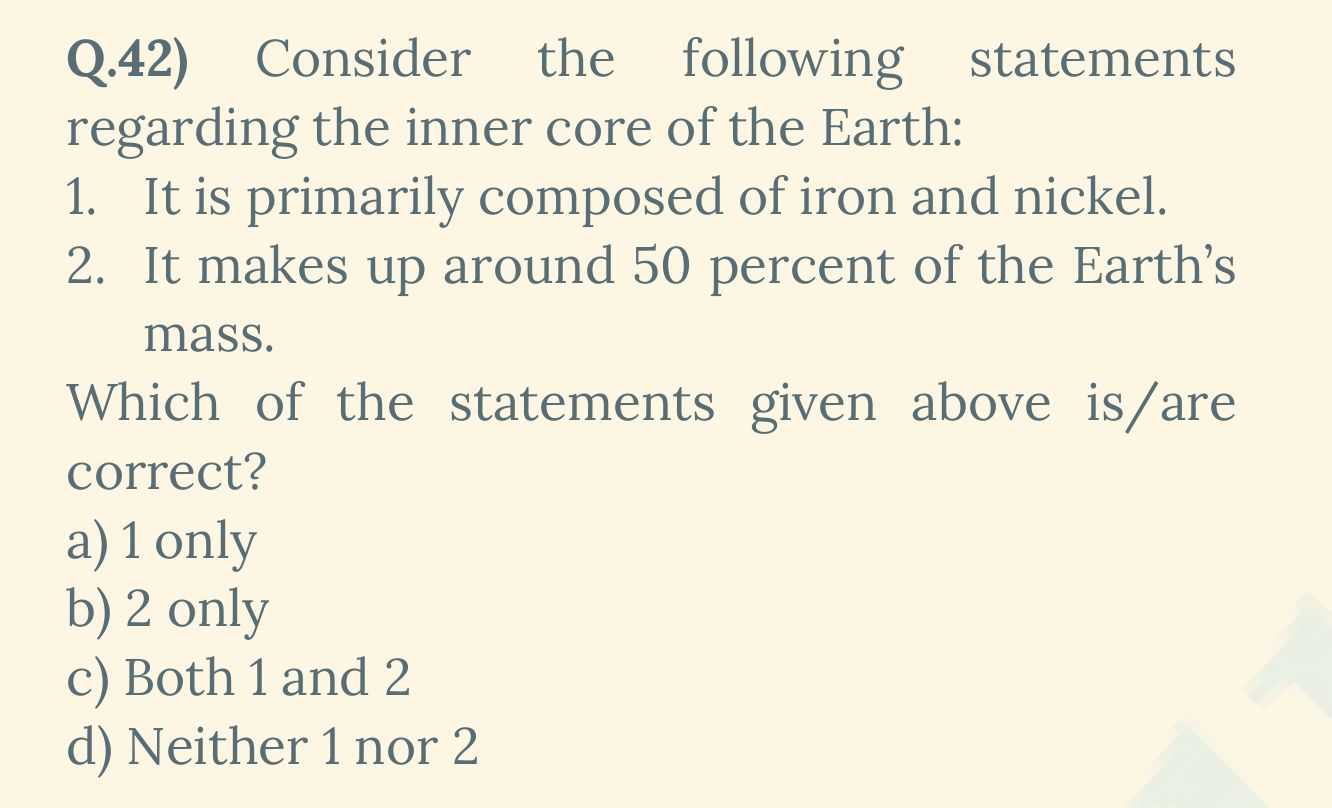 Q.42) Consider the following statements
regarding the inner core of the Earth:
1. It is primarily composed of iron and nickel.
2. It makes up around 50 percent of the Earth’s
mass.
Which of the statements given above is/are
correct?
a) 1 only
b) 2 only
c) Both 1 and 2
d) Neither 1 nor 2